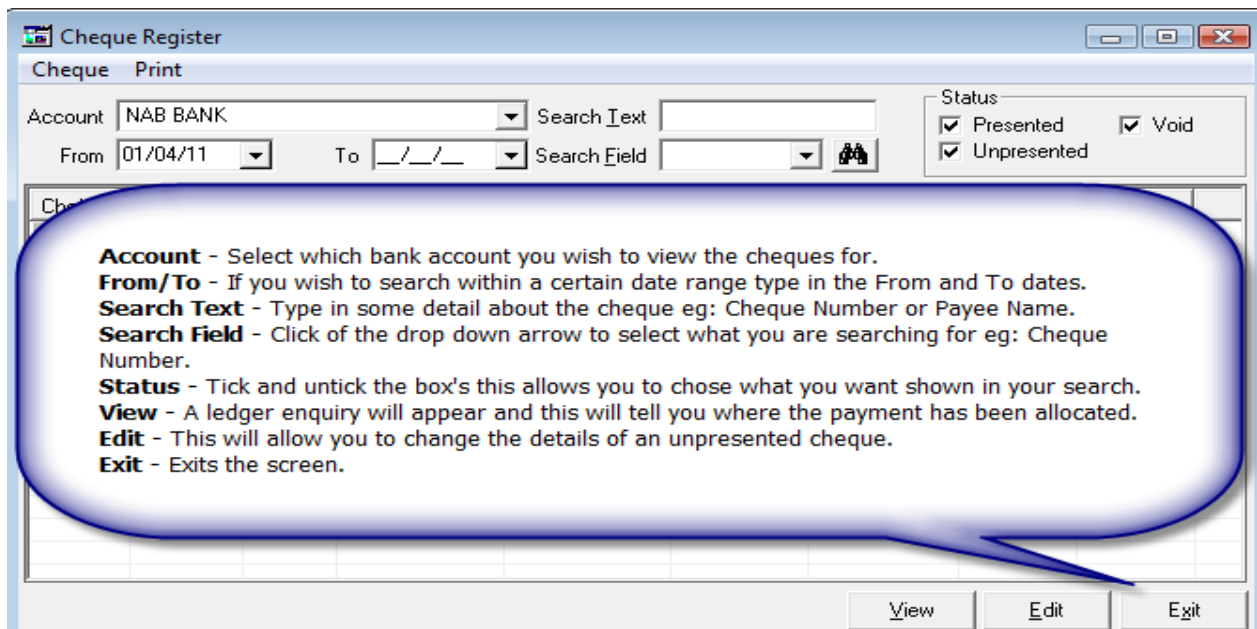 Cheque Register
Cheque Print
Account NAB BANK Search Text Status
Presented Void
From 01/04/11 To __/__/__ Search Field Unpresented
Account - Select which bank account you wish to view the cheques for.
From/To - If you wish to search within a certain date range type in the From and To dates.
Search Text - Type in some detail about the cheque eg: Cheque Number or Payee Name.
Search Field - Click of the drop down arrow to select what you are searching for eg: Cheque
Number.
Status - Tick and untick the box's this allows you to chose what you want shown in your search.
View - A ledger enquiry will appear and this will tell you where the payment has been allocated.
Edit - This will allow you to change the details of an unpresented cheque.
Exit - Exits the screen.
View Edit Exit